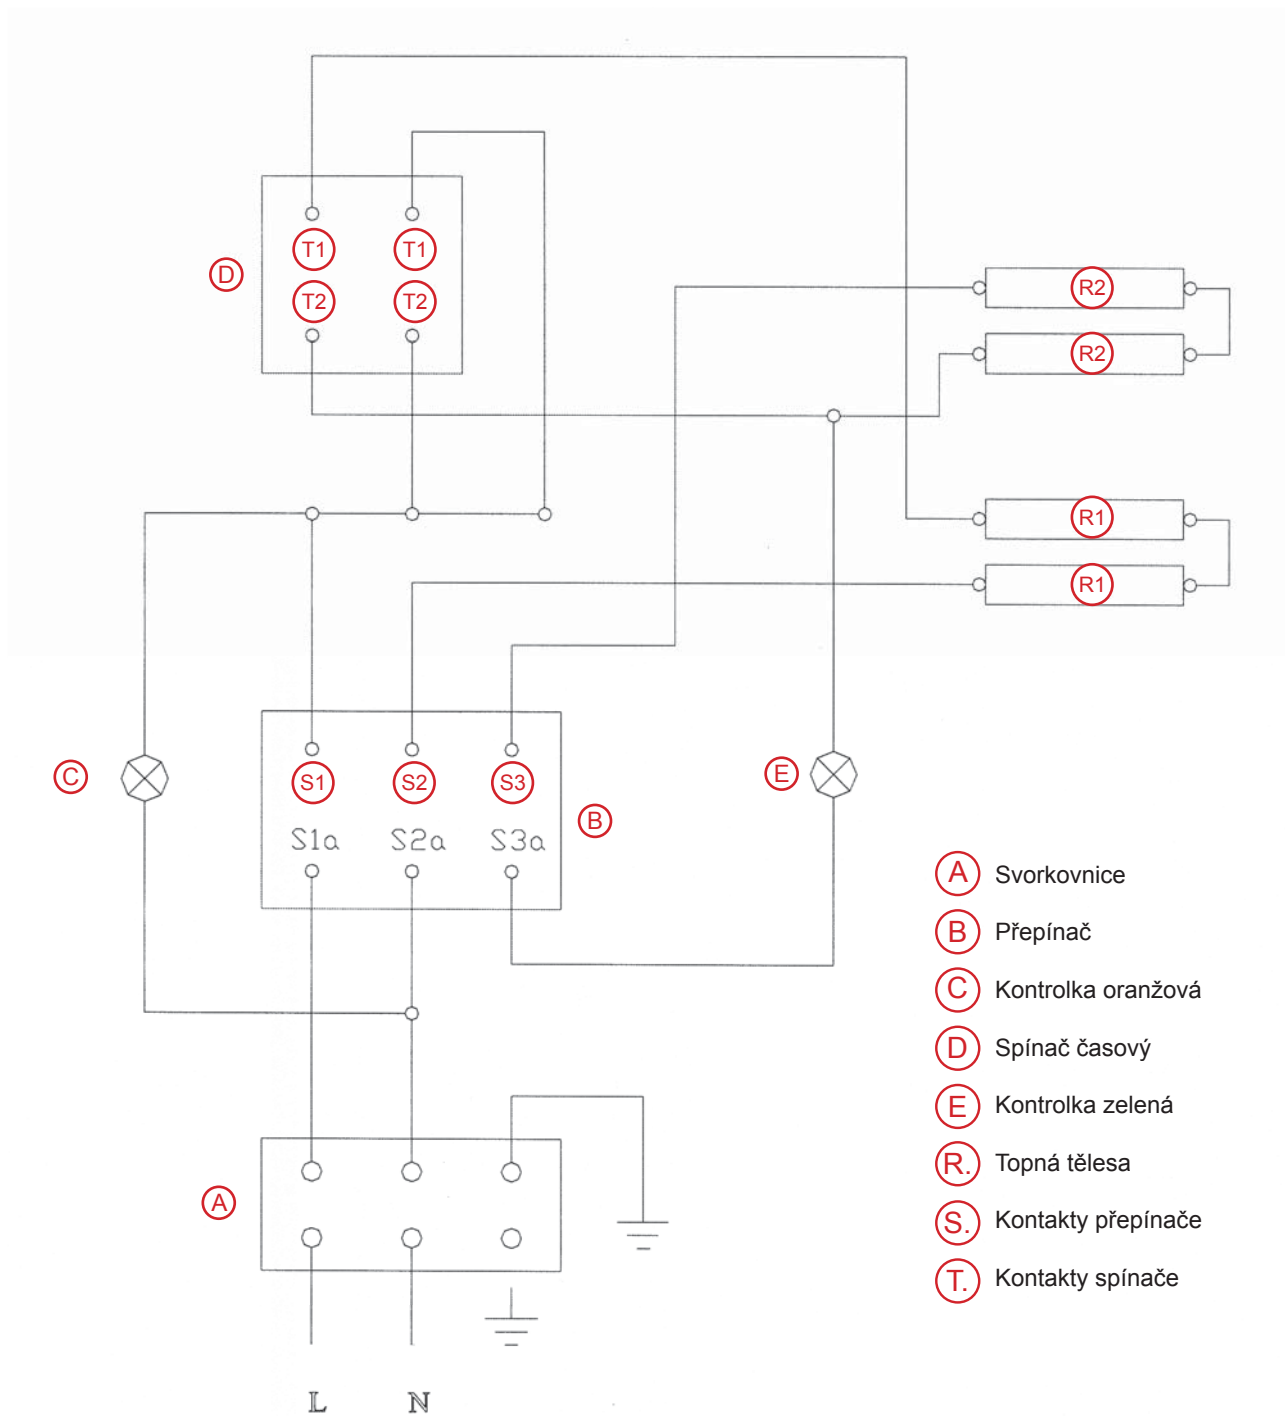 T1 T1
D
T2 T2
R2
R2
R1
R1
C
S1 S2 S3
E
B
S1a S2a S3a
A Svorkovnice
B Přepínač
C Kontrolka oranžová
D Spínač časový
E Kontrolka zelená
R. Topná tělesa
S. Kontakty přepínače
T. Kontakty spínače
A
L N